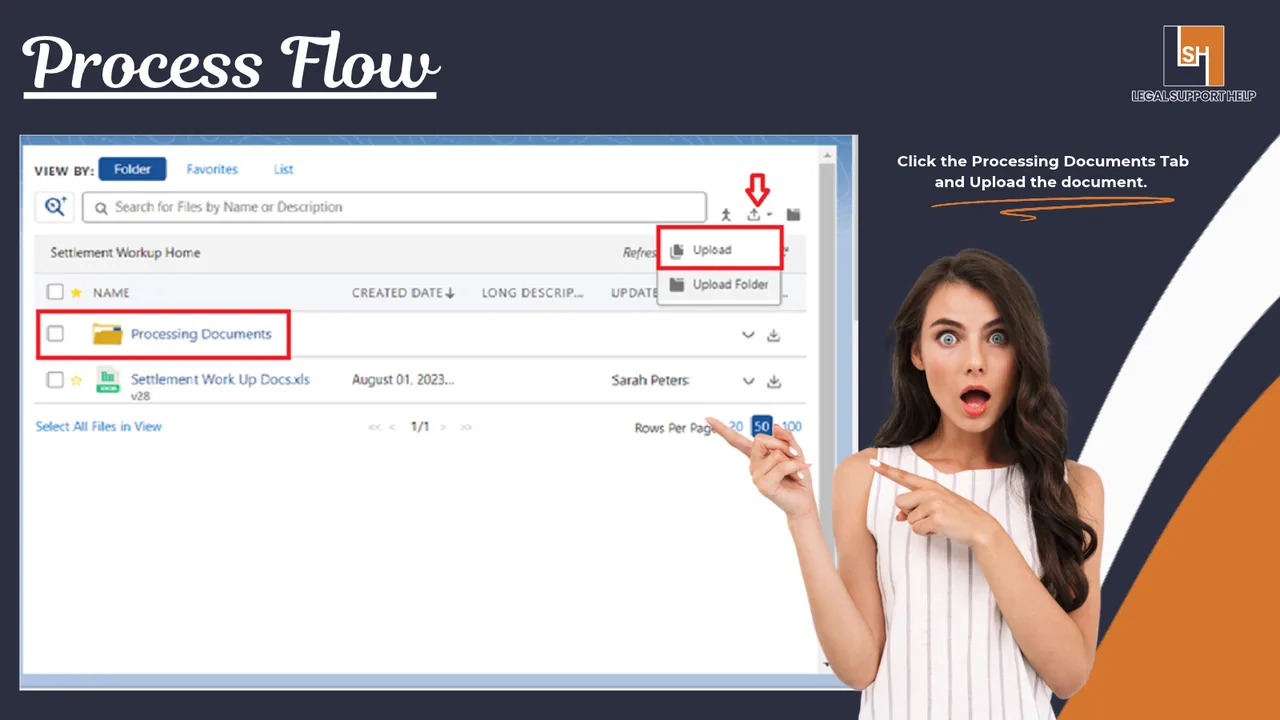 Process Flow
LSH
LEGAL SUPPORT HELP
Click the Processing Documents Tab
and Upload the document.
VIEW BY: Folder Favorites List
Search for Files by Name or Description
Settlement Workup Home
Upload
Upload Folder
NAME CREATED DATE↓ LONG DESCRIP...
Processing Documents
Settlement Work Up Docs.xls August 01, 2023... Sarah Peters
v28
Select All Files in View << < 1/1 > >> Rows Per Page 20 50 100